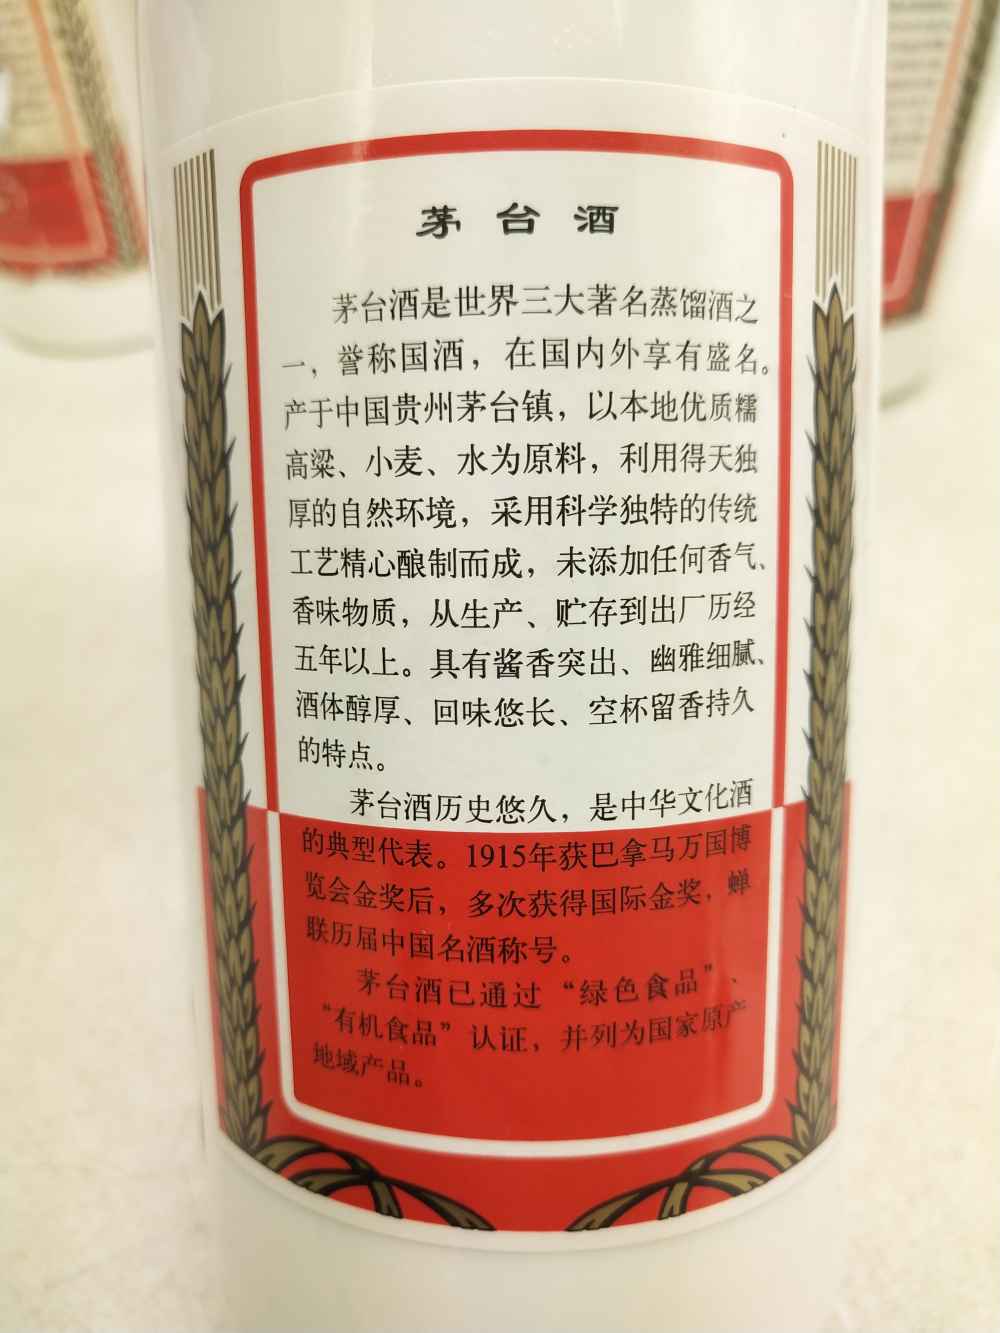 茅台酒
茅台酒是世界三大著名蒸馏酒之
一，誉称国酒，在国内外享有盛名。
产于中国贵州茅台镇，以本地优质糯
高粱、小麦、水为原料，利用得天独
厚的自然环境，采用科学独特的传统
工艺精心酿制而成，未添加任何香气、
香味物质，从生产、贮存到出厂历经
五年以上。具有酱香突出、幽雅细腻、
酒体醇厚、回味悠长、空杯留香持久
的特点。
茅台酒历史悠久，是中华文化酒
的典型代表。1915年获巴拿马万国博
览会金奖后，多次获得国际金奖，蝉
联历届中国名酒称号。
茅台酒已通过“绿色食品”、
“有机食品”认证，并列为国家原产
地域产品。